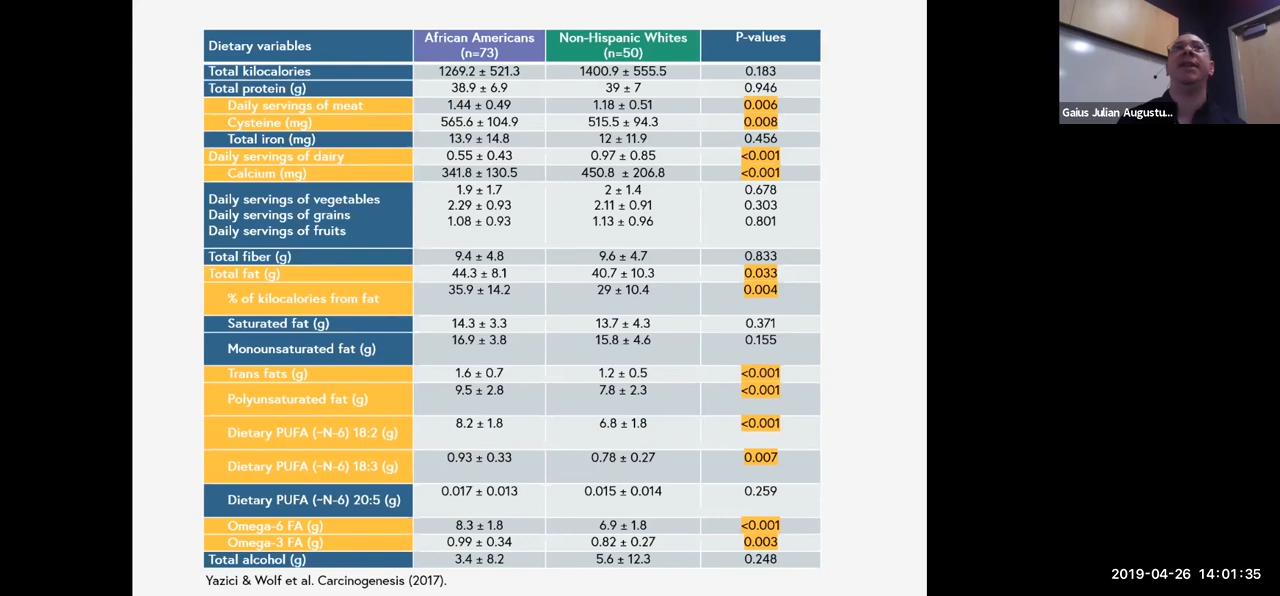 Dietary variables African Americans (n=73) Non-Hispanic Whites (n=50) P-values
Total kilocalories 1269.2 ± 521.3 1400.9 ± 555.5 0.183
Total protein (g) 38.9 ± 6.9 39 ± 7 0.946
Daily servings of meat 1.44 ± 0.49 1.18 ± 0.51 0.006
Cysteine (mg) 565.6 ± 104.9 515.5 ± 94.3 0.008
Total iron (mg) 13.9 ± 14.8 12 ± 11.9 0.456
Daily servings of dairy 0.55 ± 0.43 0.97 ± 0.85 <0.001
Calcium (mg) 341.8 ± 130.5 450.8 ± 206.8 <0.001
Daily servings of vegetables 1.9 ± 1.7 2 ± 1.4 0.678
Daily servings of grains 2.29 ± 0.93 2.11 ± 0.91 0.303
Daily servings of fruits 1.08 ± 0.93 1.13 ± 0.96 0.801
Total fiber (g) 9.4 ± 4.8 9.6 ± 4.7 0.833
Total fat (g) 44.3 ± 8.1 40.7 ± 10.3 0.033
% of kilocalories from fat 35.9 ± 14.2 29 ± 10.4 0.004
Saturated fat (g) 14.3 ± 3.3 13.7 ± 4.3 0.371
Monounsaturated fat (g) 16.9 ± 3.8 15.8 ± 4.6 0.155
Trans fats (g) 1.6 ± 0.7 1.2 ± 0.5 <0.001
Polyunsaturated fat (g) 9.5 ± 2.8 7.8 ± 2.3 <0.001
Dietary PUFA (~N-6) 18:2 (g) 8.2 ± 1.8 6.8 ± 1.8 <0.001
Dietary PUFA (~N-6) 18:3 (g) 0.93 ± 0.33 0.78 ± 0.27 0.007
Dietary PUFA (~N-6) 20:5 (g) 0.017 ± 0.013 0.015 ± 0.014 0.259
Omega-6 FA (g) 8.3 ± 1.8 6.9 ± 1.8 <0.001
Omega-3 FA (g) 0.99 ± 0.34 0.82 ± 0.27 0.003
Total alcohol (g) 3.4 ± 8.2 5.6 ± 12.3 0.248
Yazici & Wolf et al. Carcinogenesis (2017).
Gaius Julian Augustu...
2019-04-26 14:01:35